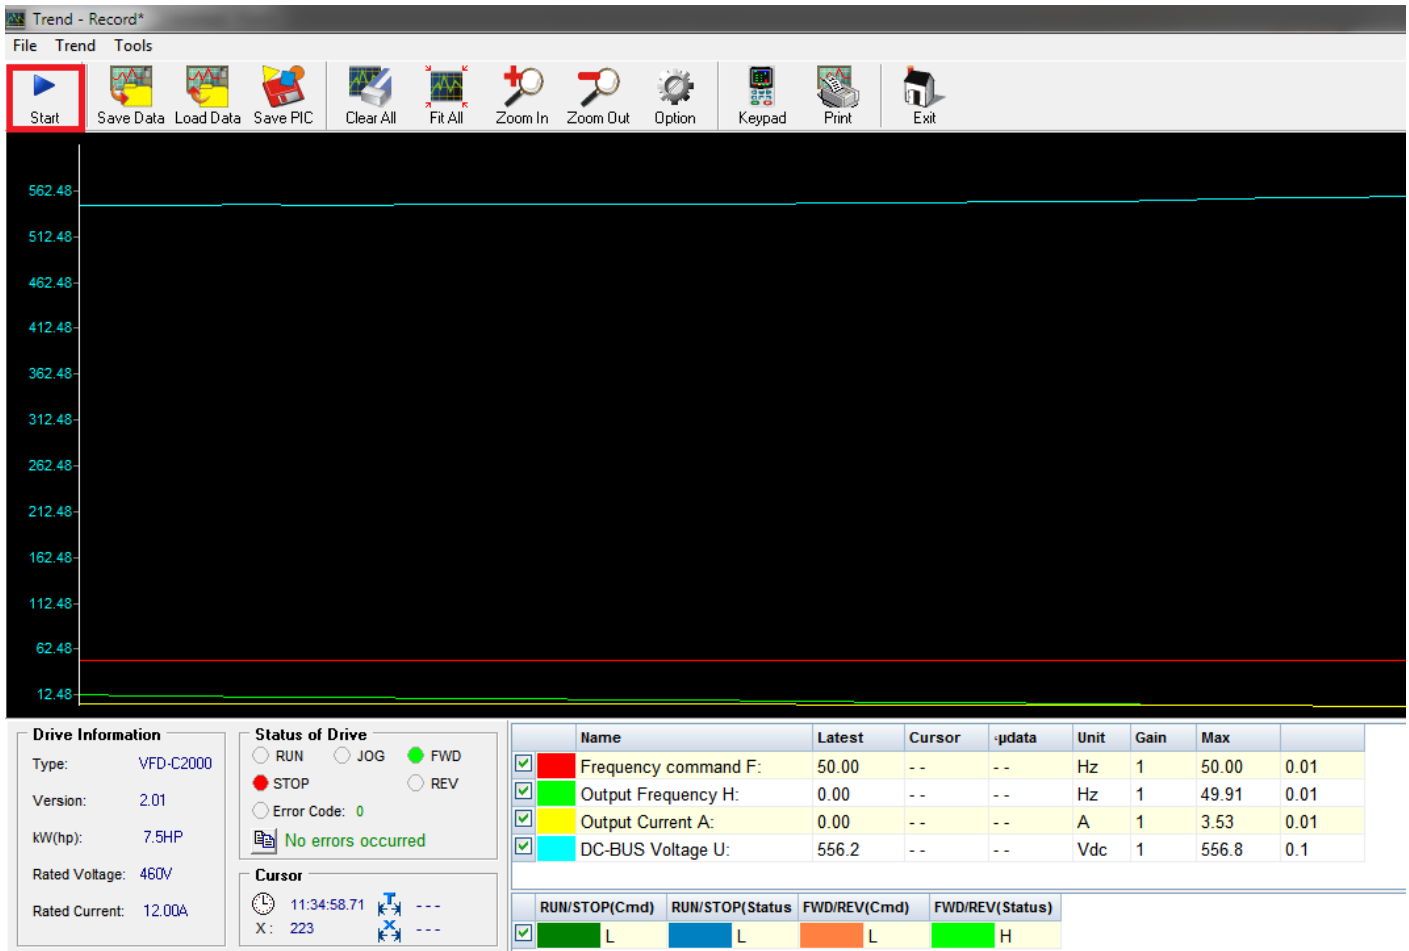 Trend - Record*
File Trend Tools
Start Save Data Load Data Save PIC Clear All Fit All Zoom In Zoom Out Option Keypad Print Exit
562.48
512.48
462.48
412.48
362.48
312.48
262.48
212.48
162.48
112.48
62.48
12.48
Drive Information
Type: VFD-C2000
Version: 2.01
kW(hp): 7.5HP
Rated Voltage: 460V
Rated Current: 12.00A
Status of Drive
RUN JOG FWD
STOP REV
Error Code: 0
No errors occurred
Cursor
11:34:58.71 T ---
X: 223 X ---
Name Latest Cursor -µdata Unit Gain Max
Frequency command F: 50.00 - - - - Hz 1 50.00 0.01
Output Frequency H: 0.00 - - - - Hz 1 49.91 0.01
Output Current A: 0.00 - - - - A 1 3.53 0.01
DC-BUS Voltage U: 556.2 - - - - Vdc 1 556.8 0.1
RUN/STOP(Cmd) RUN/STOP(Status FWD/REV(Cmd) FWD/REV(Status)
L L L H